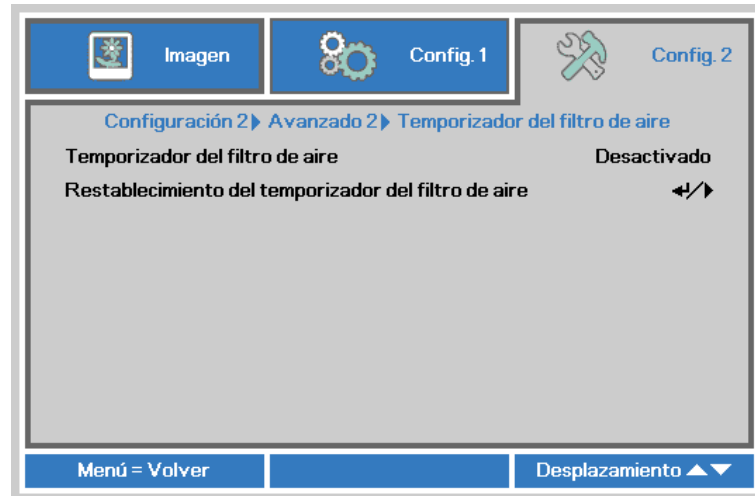 Imagen
Config. 1
Config. 2
Configuración 2 Avanzado 2 Temporizador del filtro de aire
Temporizador del filtro de aire Desactivado
Restablecimiento del temporizador del filtro de aire
Menú = Volver
Desplazamiento